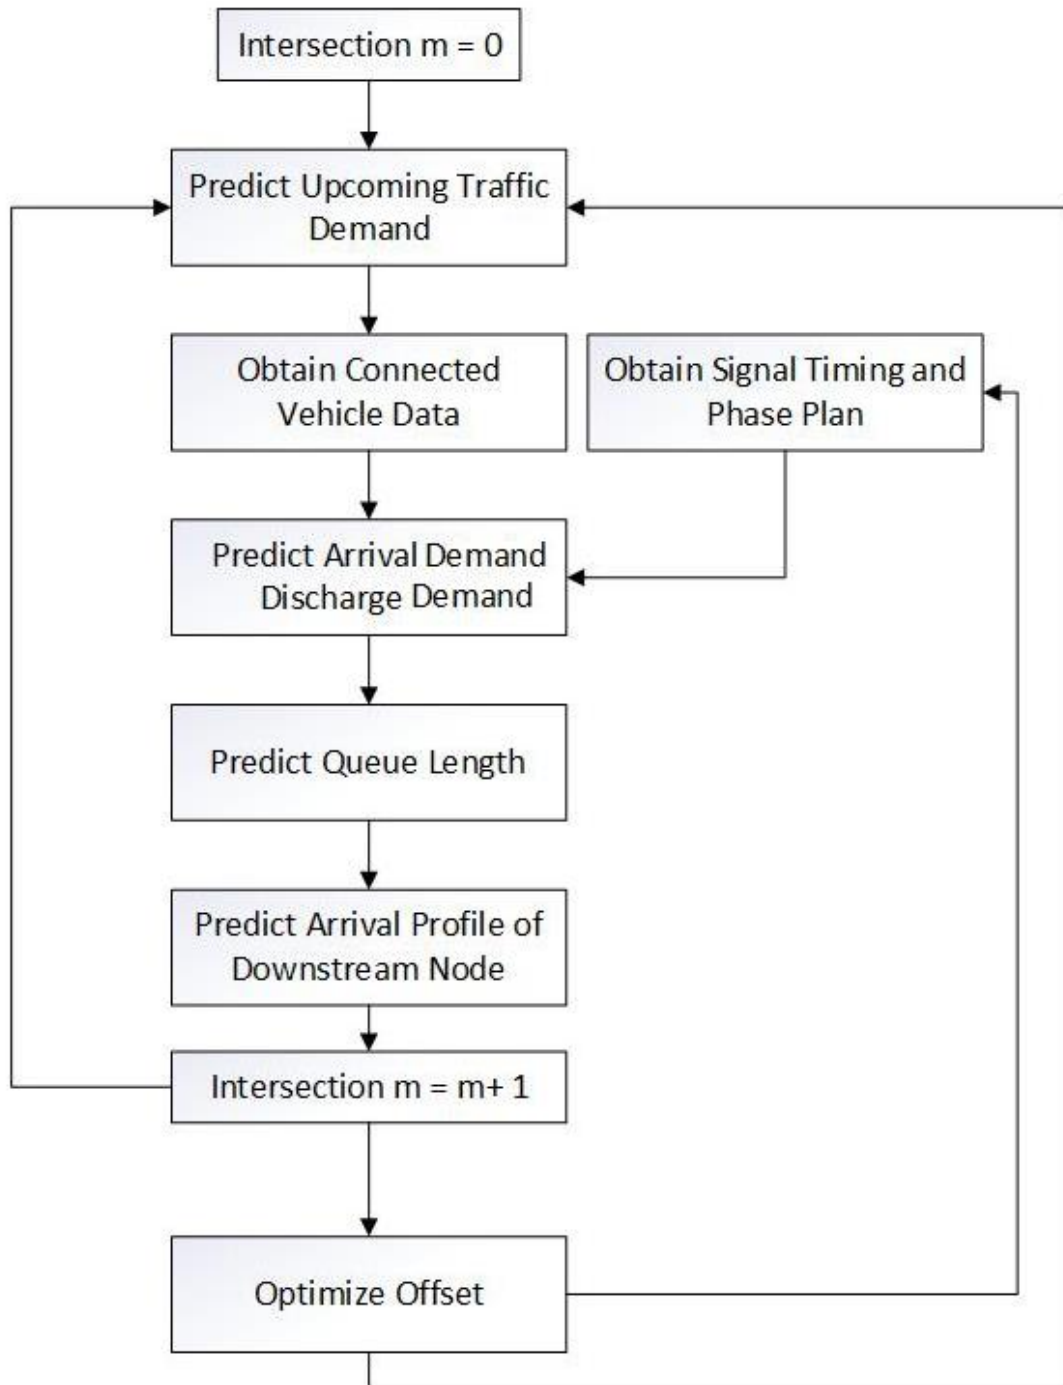 Intersection m = 0
Predict Upcoming Traffic
Demand
Obtain Connected
Vehicle Data
Obtain Signal Timing and
Phase Plan
Predict Arrival Demand
Discharge Demand
Predict Queue Length
Predict Arrival Profile of
Downstream Node
Intersection m = m+ 1
Optimize Offset